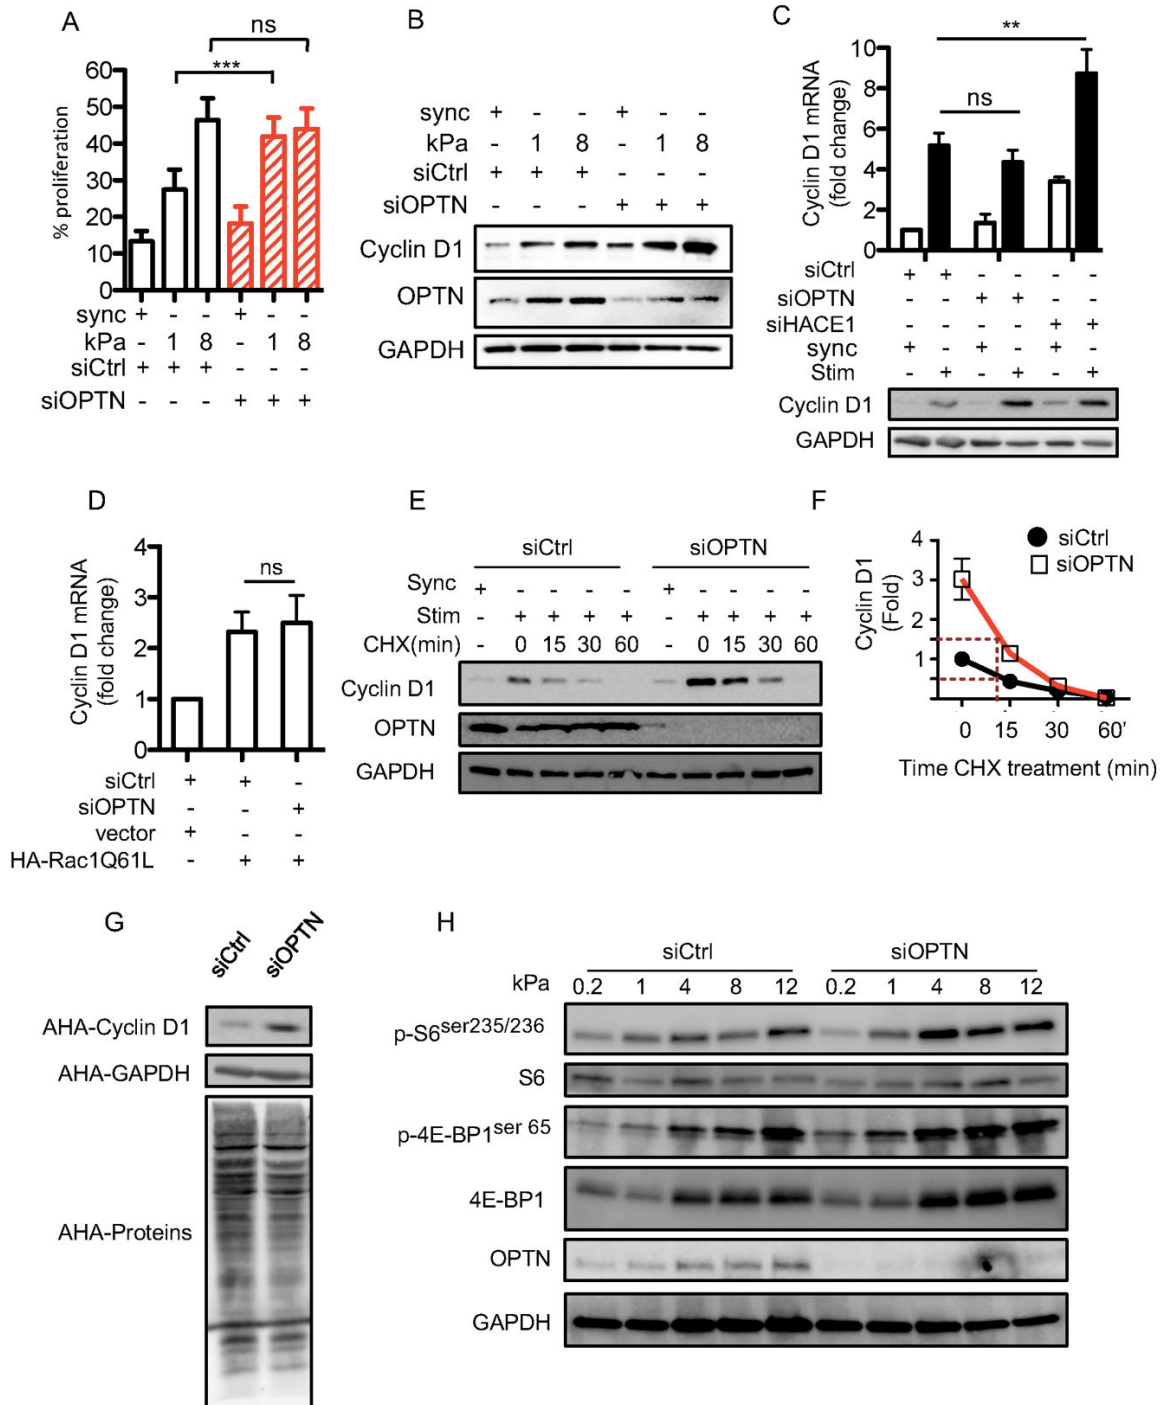 A
ns
***
60
50
40
30
20
10
0
% proliferation
sync + - - + - -
kPa - 1 8 - 1 8
siCtrl + + + - - -
siOPTN - - - + + +
B
sync + - - + - -
kPa - 1 8 - 1 8
siCtrl + + + - - -
siOPTN - - - + + +
Cyclin D1
OPTN
GAPDH
C
**
ns
10
8
6
4
2
0
Cyclin D1 mRNA
(fold change)
siCtrl + + - - - -
siOPTN - - + + - -
siHACE1 - - - - + +
sync + - + - + -
Stim - + - + - +
Cyclin D1
GAPDH
D
ns
4
3
2
1
0
Cyclin D1 mRNA
(fold change)
siCtrl + + -
siOPTN - - +
vector + - -
HA-Rac1Q61L - + +
E
siCtrl siOPTN
Sync + - - - - + - - - -
Stim - + + + + - + + + +
CHX(min) - 0 15 30 60 - 0 15 30 60
Cyclin D1
OPTN
GAPDH
F
siCtrl
siOPTN
4
3
2
1
Cyclin D1
(Fold)
0 15 30 60'
Time CHX treatment (min)
G
siCtrl siOPTN
AHA-Cyclin D1
AHA-GAPDH
AHA-Proteins
H
siCtrl siOPTN
kPa 0.2 1 4 8 12 0.2 1 4 8 12
p-S6ser235/236
S6
p-4E-BP1ser 65
4E-BP1
OPTN
GAPDH